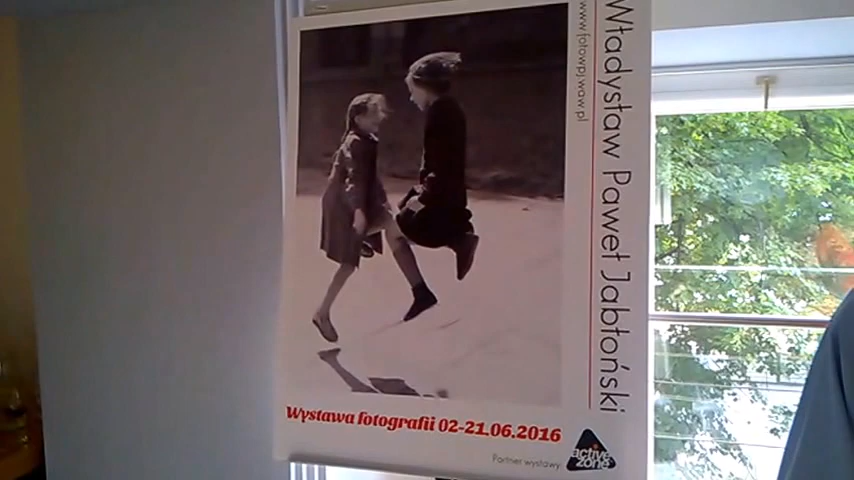 www.fotowpj.waw.pl
Władysław Paweł Jabłoński
Wystawa fotografii 02-21.06.2016
Partner wystawy
active zone